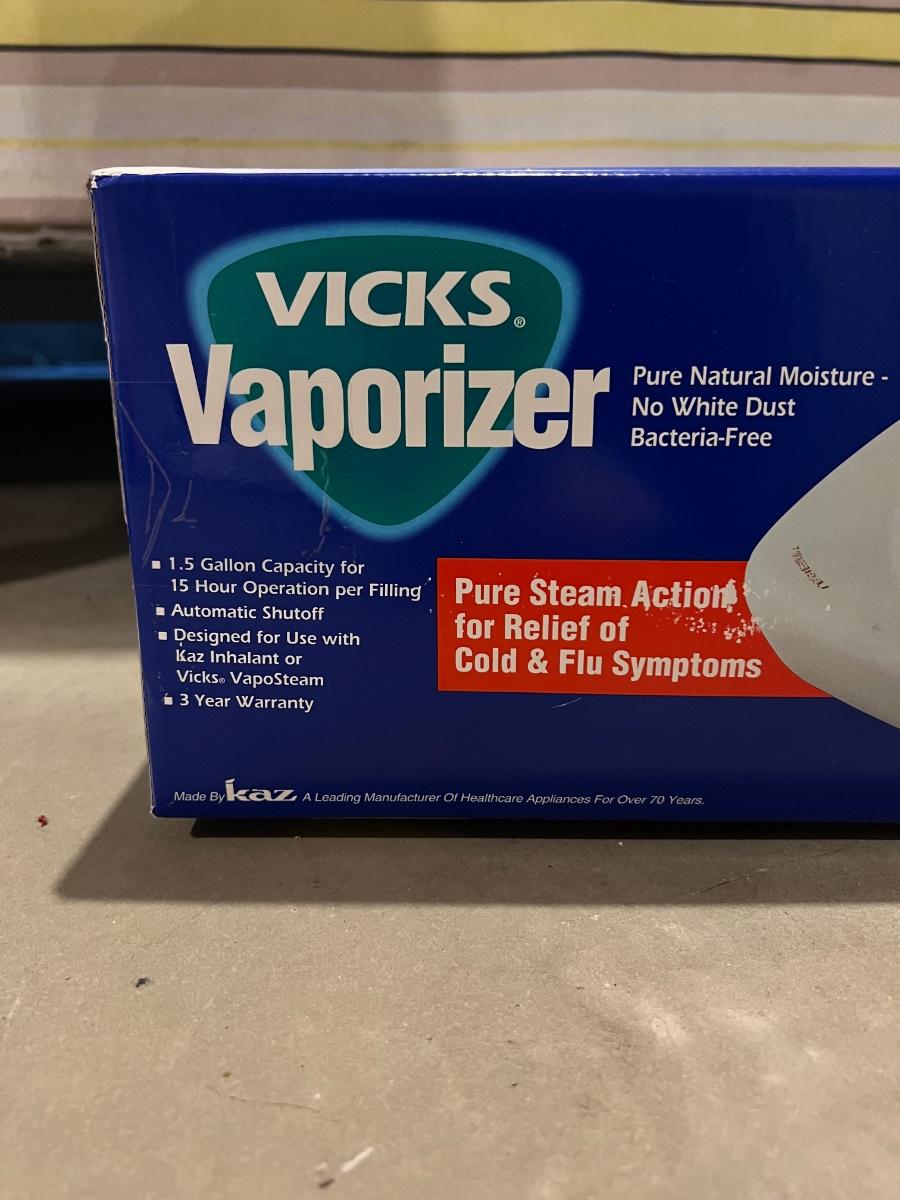 VICKS®
Vaporizer
Pure Natural Moisture -
No White Dust
Bacteria-Free
▪ 1.5 Gallon Capacity for
15 Hour Operation per Filling
▪ Automatic Shutoff
▪ Designed for Use with
Kaz Inhalant or
Vicks® VapoSteam
▪ 3 Year Warranty
Pure Steam Action
for Relief of
Cold & Flu Symptoms
Made By kaz A Leading Manufacturer Of Healthcare Appliances For Over 70 Years.